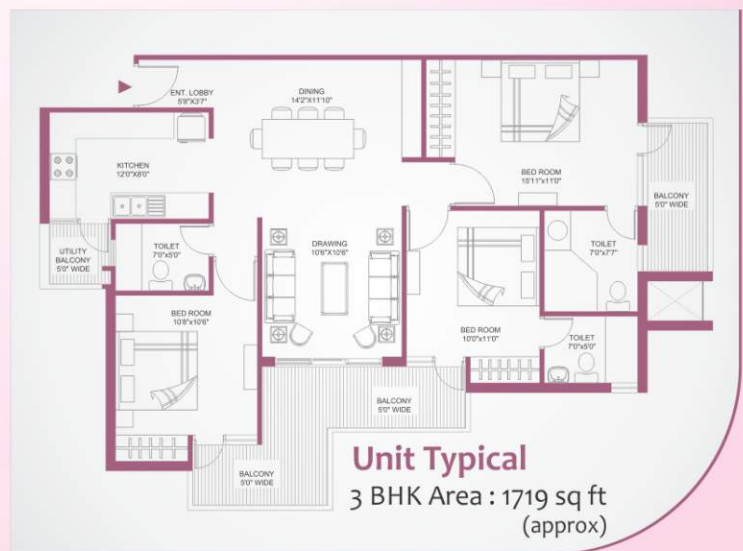 ENT. LOBBY
5'8"X3'7"
DINING
14'2"X11'10"
KITCHEN
12'0"X8'0"
BED ROOM
15'11"x11'0"
BALCONY
5'0" WIDE
UTILITY
BALCONY
5'0" WIDE
TOILET
7'0"x5'0"
DRAWING
10'6"X10'6"
TOILET
7'0"x7'7"
BED ROOM
10'8"x10'6"
BED ROOM
10'0"x11'0"
TOILET
7'0"x5'0"
BALCONY
5'0" WIDE
BALCONY
5'0" WIDE
Unit Typical
3 BHK Area : 1719 sq ft
(approx)